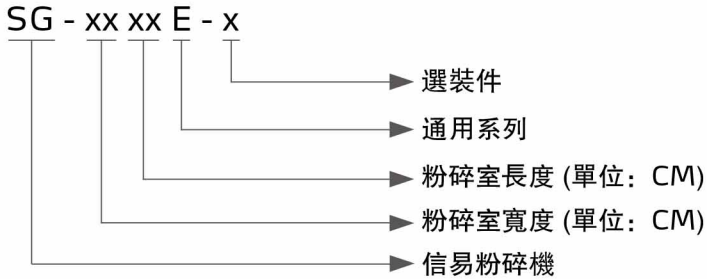 SG - xx xx E - x
選裝件
通用系列
粉碎室長度 (單位：CM)
粉碎室寬度 (單位：CM)
信易粉碎機